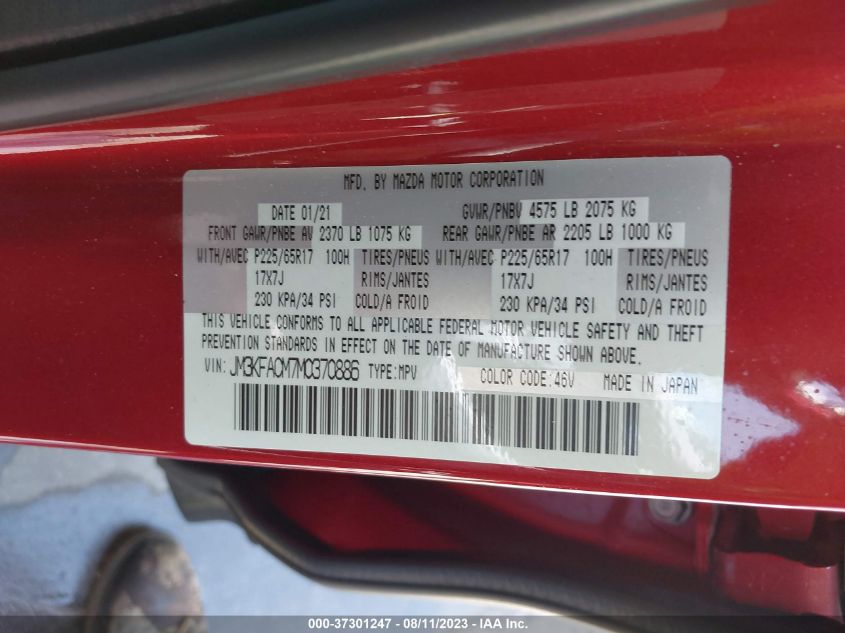 MFD. BY MAZDA MOTOR CORPORATION
DATE 01/21 GVWR/PNBV 4575 LB 2075 KG
FRONT GAWR/PNBE AV 2370 LB 1075 KG REAR GAWR/PNBE AR 2205 LB 1000 KG
WITH/AVEC P225/65R17 100H TIRES/PNEUS WITH/AVEC P225/65R17 100H TIRES/PNEUS
17X7J RIMS/JANTES 17X7J RIMS/JANTES
230 KPA/34 PSI COLD/A FROID 230 KPA/34 PSI COLD/A FROID
THIS VEHICLE CONFORMS TO ALL APPLICABLE FEDERAL MOTOR VEHICLE SAFETY AND THEFT
PREVENTION STANDARDS IN EFFECT ON THE DATE OF MANUFACTURE SHOWN ABOVE.
VIN: JM3KFACM7M0370886 TYPE:MPV COLOR CODE:46V MADE IN JAPAN
000-37301247 - 08/11/2023 - IAAI.com